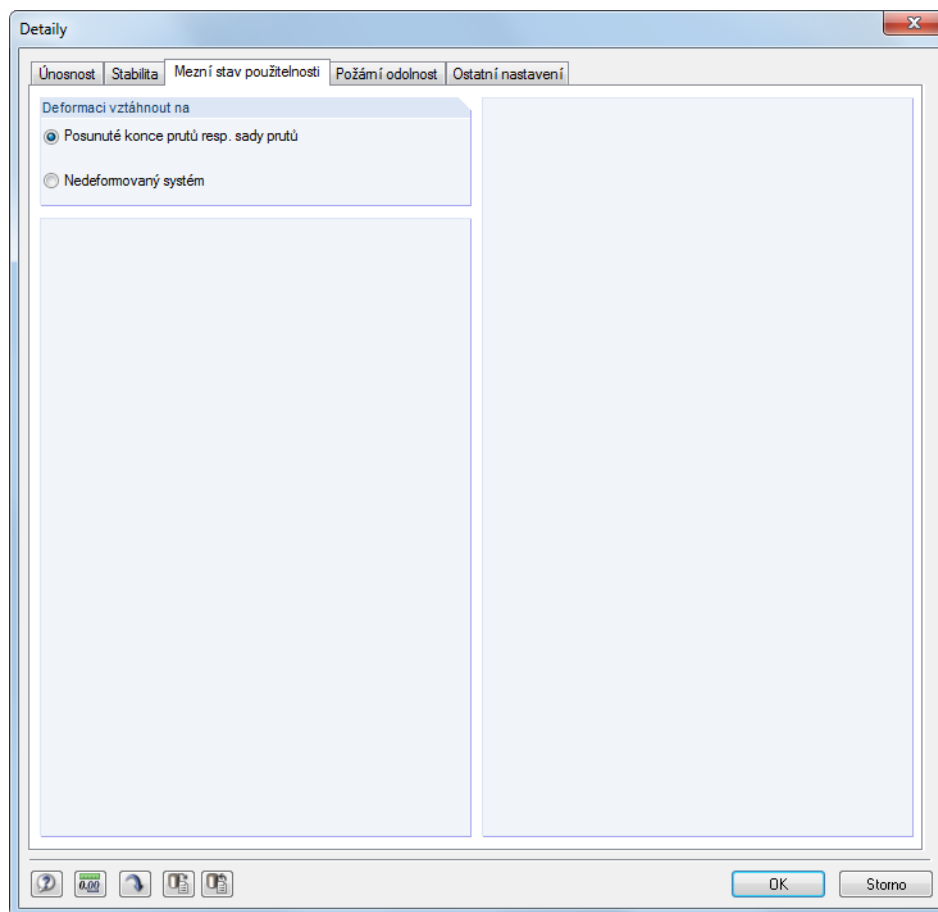 Detaily
Únosnost Stabilita Mezní stav použitelnosti Požární odolnost Ostatní nastavení
Deformaci vztáhnout na
Posunuté konce prutů resp. sady prutů
Nedeformovaný systém
0.00
OK Storno